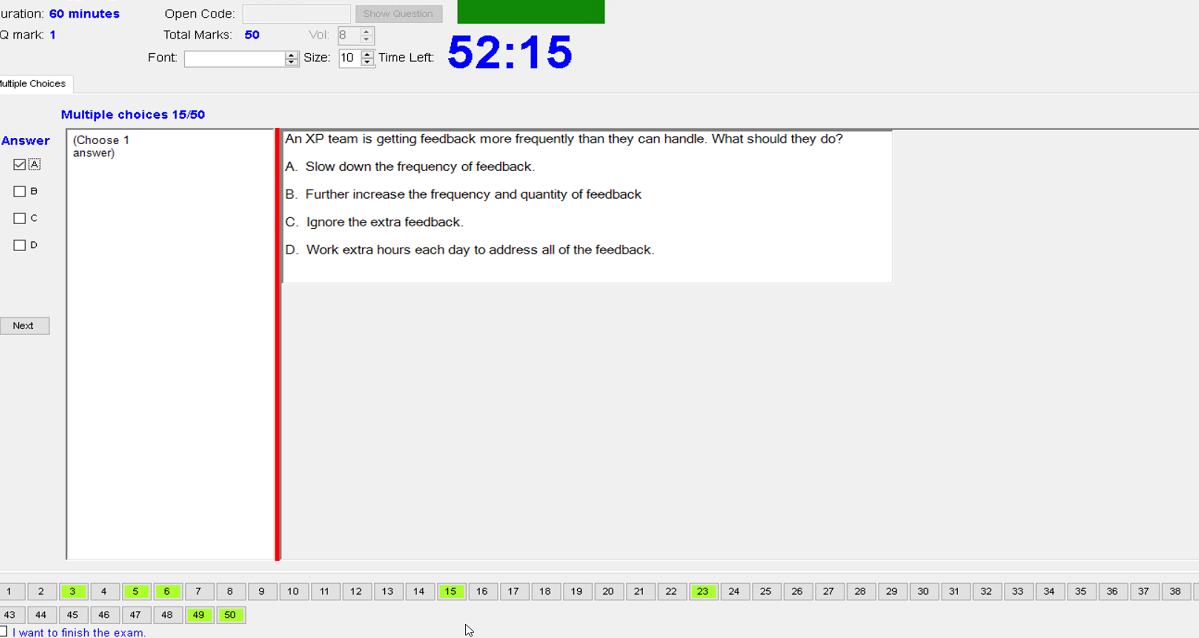 uration: 60 minutes Open Code: Show Question
Q mark: 1 Total Marks: 50 Vol: 8
Font: Size: 10 Time Left: 52:15
Multiple Choices
Multiple choices 15/50
Answer
(Choose 1
answer)
A
B
C
D
Next
An XP team is getting feedback more frequently than they can handle. What should they do?
A. Slow down the frequency of feedback.
B. Further increase the frequency and quantity of feedback
C. Ignore the extra feedback.
D. Work extra hours each day to address all of the feedback.
1 2 3 4 5 6 7 8 9 10 11 12 13 14 15 16 17 18 19 20 21 22 23 24 25 26 27 28 29 30 31 32 33 34 35 36 37 38
43 44 45 46 47 48 49 50
I want to finish the exam.